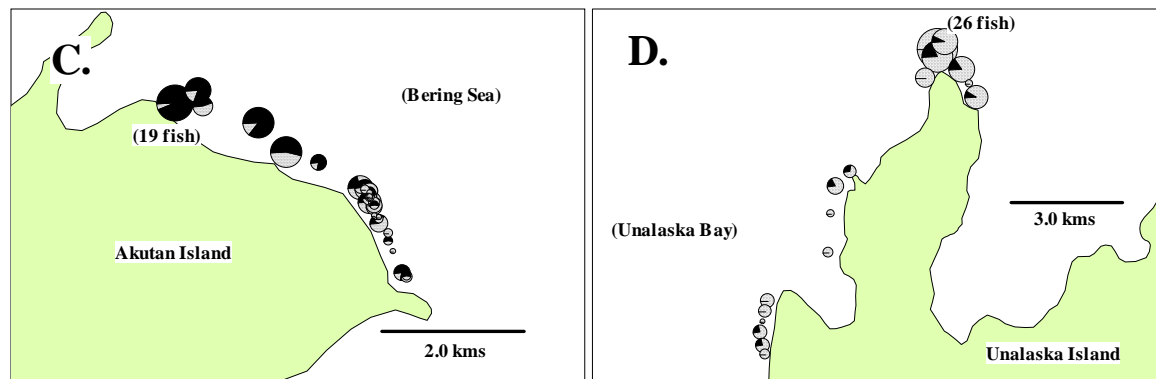 C.
(Bering Sea)
(19 fish)
Akutan Island
2.0 kms
D.
(26 fish)
(Unalaska Bay)
3.0 kms
Unalaska Island